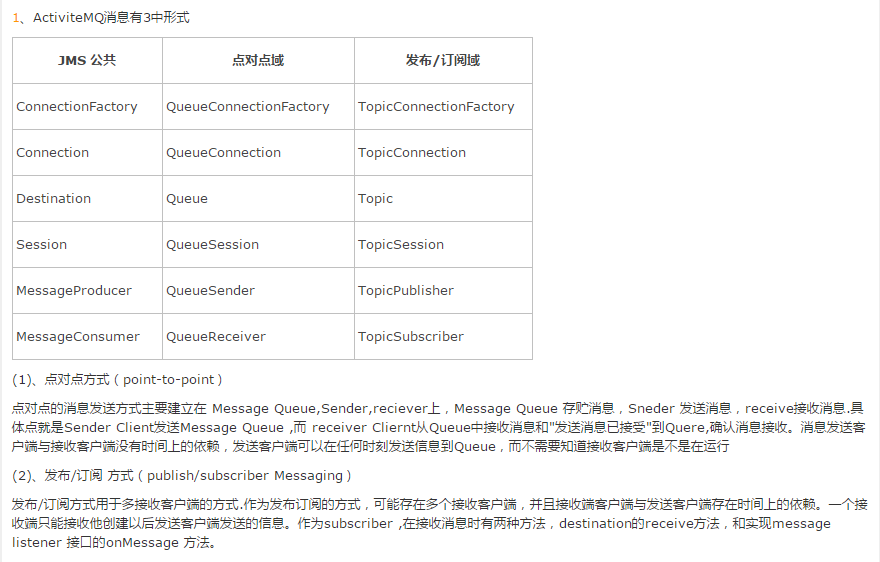 1、ActiviteMQ消息有3中形式
JMS 公共 点对点域 发布/订阅域
ConnectionFactory QueueConnectionFactory TopicConnectionFactory
Connection QueueConnection TopicConnection
Destination Queue Topic
Session QueueSession TopicSession
MessageProducer QueueSender TopicPublisher
MessageConsumer QueueReceiver TopicSubscriber
(1)、点对点方式（point-to-point）
点对点的消息发送方式主要建立在 Message Queue,Sender,reciever上，Message Queue 存贮消息，Sneder 发送消息，receive接收消息.具
体点就是Sender Client发送Message Queue ,而 receiver Cliernt从Queue中接收消息和"发送消息已接受"到Quere,确认消息接收。消息发送客
户端与接收客户端没有时间上的依赖，发送客户端可以在任何时刻发送信息到Queue，而不需要知道接收客户端是不是在运行
(2)、发布/订阅 方式（publish/subscriber Messaging）
发布/订阅方式用于多接收客户端的方式.作为发布订阅的方式，可能存在多个接收客户端，并且接收端客户端与发送客户端存在时间上的依赖。一个接
收端只能接收他创建以后发送客户端发送的信息。作为subscriber ,在接收消息时有两种方法，destination的receive方法，和实现message
listener 接口的onMessage 方法。